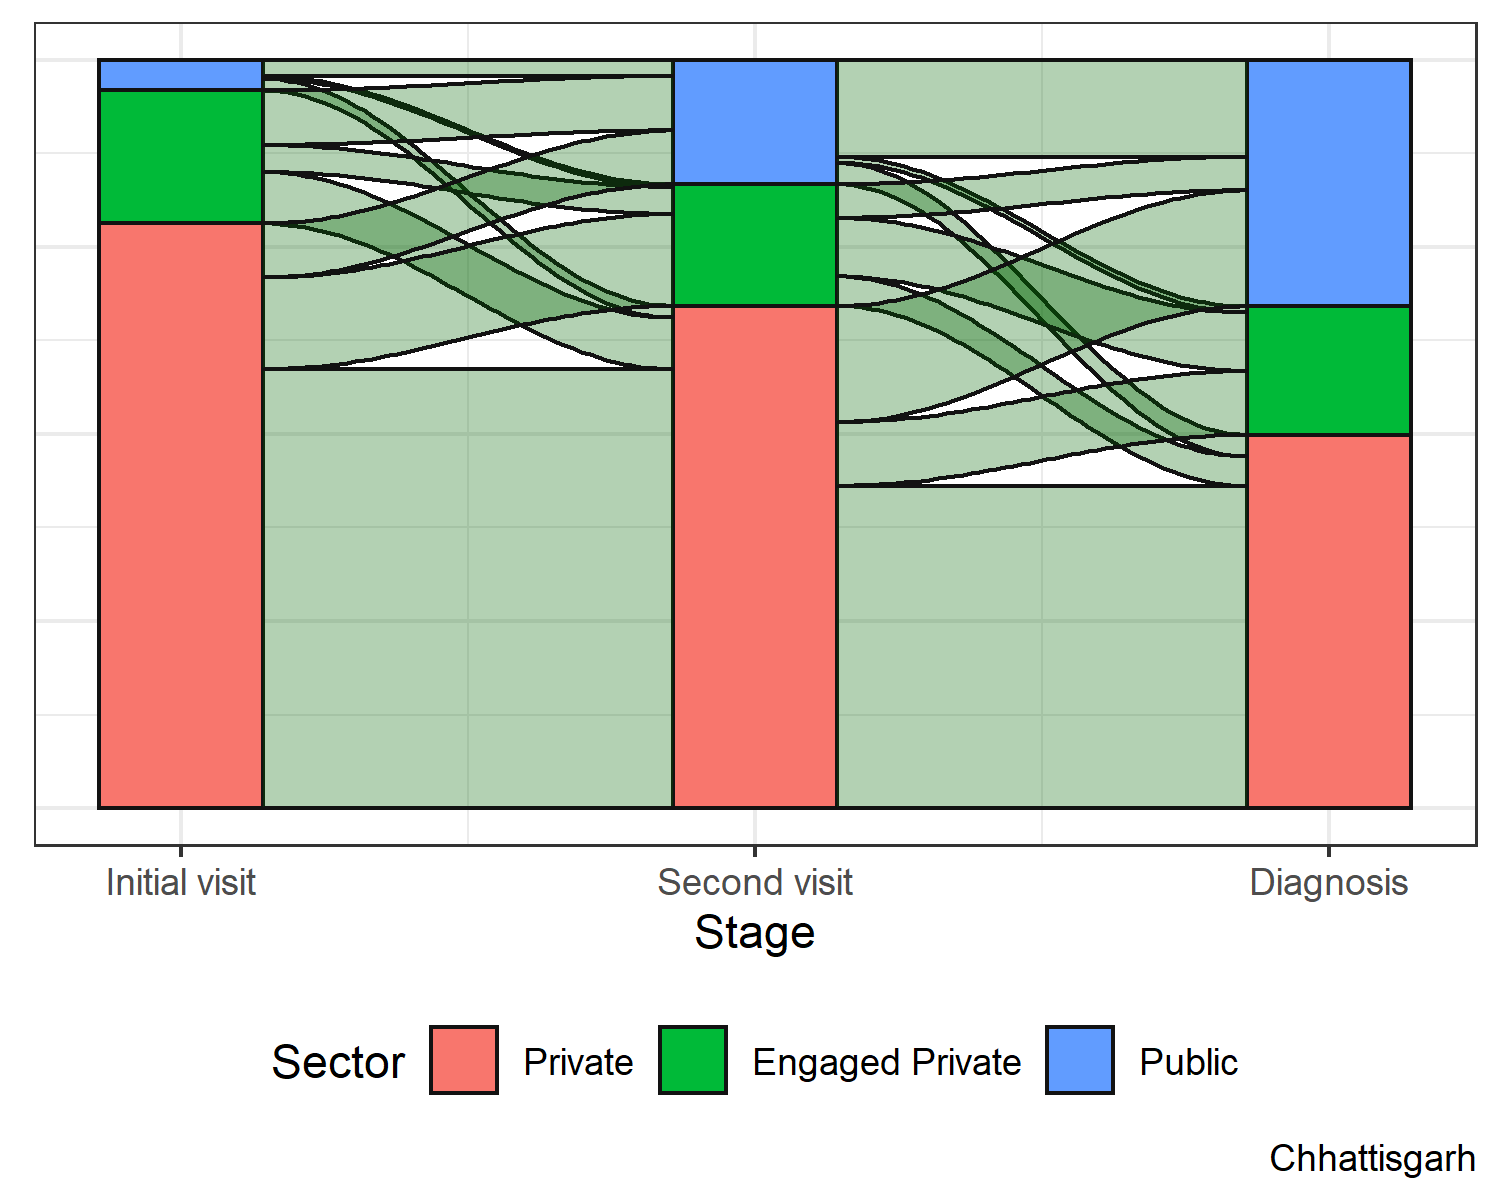 Initial visit Second visit Diagnosis
Stage
Sector Private Engaged Private Public
Chhattisgarh